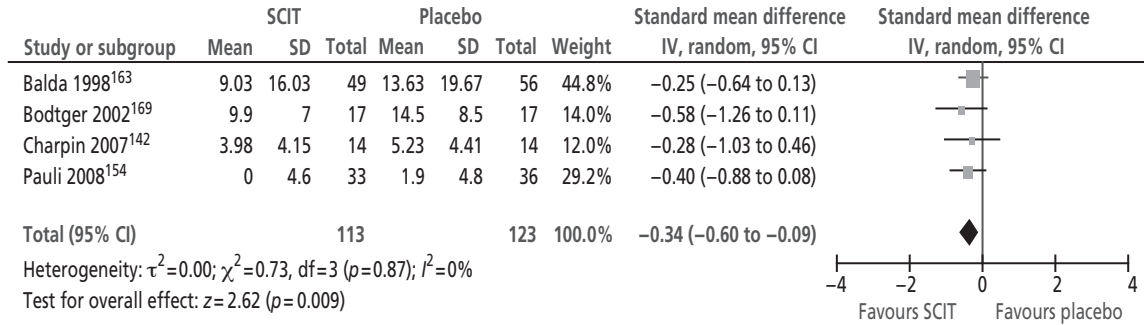 SCIT Placebo Standard mean difference Standard mean difference
Study or subgroup Mean SD Total Mean SD Total Weight IV, random, 95% CI IV, random, 95% CI
Balda 1998¹⁶³ 9.03 16.03 49 13.63 19.67 56 44.8% −0.25 (−0.64 to 0.13)
Bodtger 2002¹⁶⁹ 9.9 7 17 14.5 8.5 17 14.0% −0.58 (−1.26 to 0.11)
Charpin 2007¹⁴² 3.98 4.15 14 5.23 4.41 14 12.0% −0.28 (−1.03 to 0.46)
Pauli 2008¹⁵⁴ 0 4.6 33 1.9 4.8 36 29.2% −0.40 (−0.88 to 0.08)
Total (95% CI) 113 123 100.0% −0.34 (−0.60 to −0.09)
Heterogeneity: τ²=0.00; χ²=0.73, df=3 (p=0.87); I²=0%
Test for overall effect: z=2.62 (p=0.009)
−4 −2 0 2 4
Favours SCIT Favours placebo